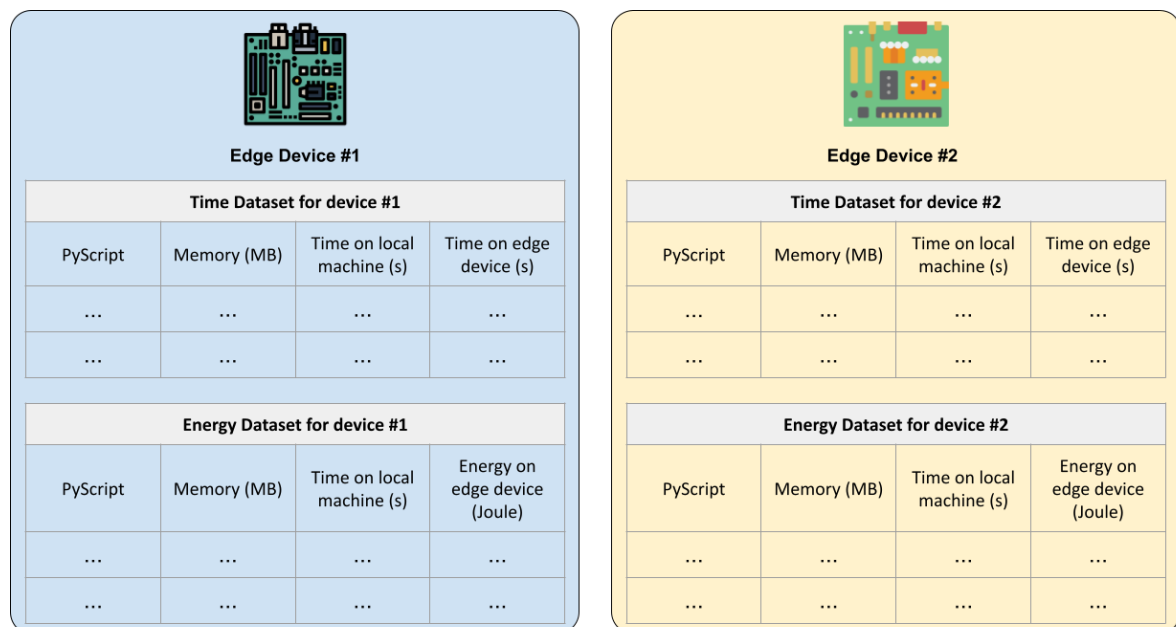 Edge Device #1
Time Dataset for device #1
PyScript
Memory (MB)
Time on local
machine (s)
Time on edge
device (s)
... ... ... ...
... ... ... ...
Energy Dataset for device #1
PyScript
Memory (MB)
Time on local
machine (s)
Energy on
edge device
(Joule)
... ... ... ...
... ... ... ...
Edge Device #2
Time Dataset for device #2
PyScript
Memory (MB)
Time on local
machine (s)
Time on edge
device (s)
... ... ... ...
... ... ... ...
Energy Dataset for device #2
PyScript
Memory (MB)
Time on local
machine (s)
Energy on
edge device
(Joule)
... ... ... ...
... ... ... ...